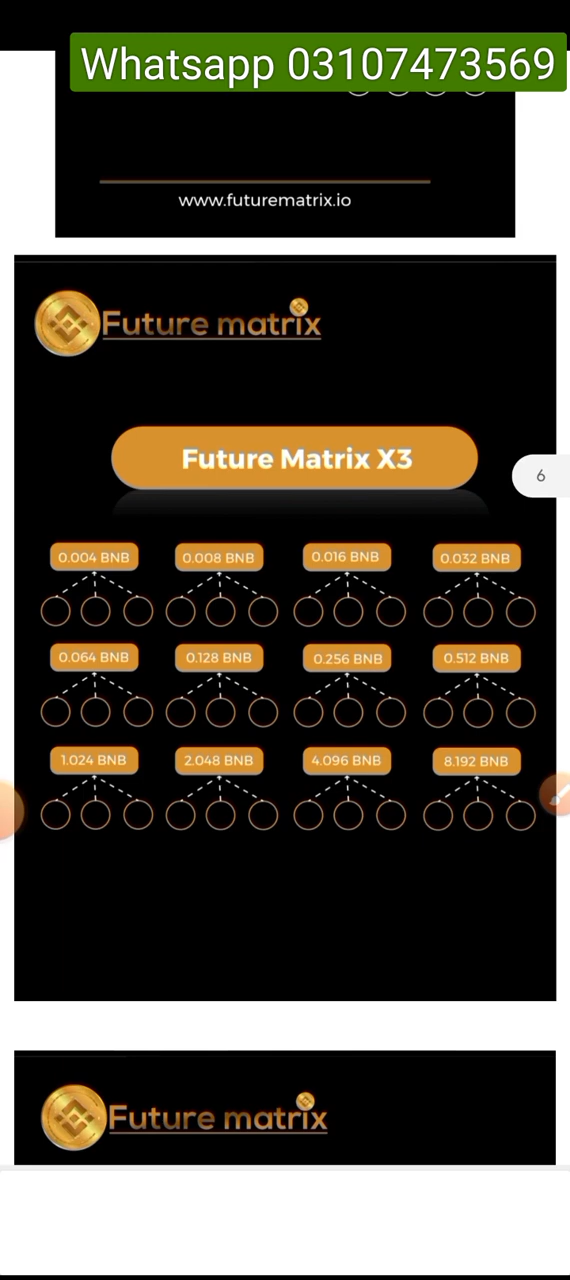 Whatsapp 03107473569
www.futurematrix.io
Future matrix
Future Matrix X3
6
0.004 BNB 0.008 BNB 0.016 BNB 0.032 BNB
0.064 BNB 0.128 BNB 0.256 BNB 0.512 BNB
1.024 BNB 2.048 BNB 4.096 BNB 8.192 BNB
Future matrix